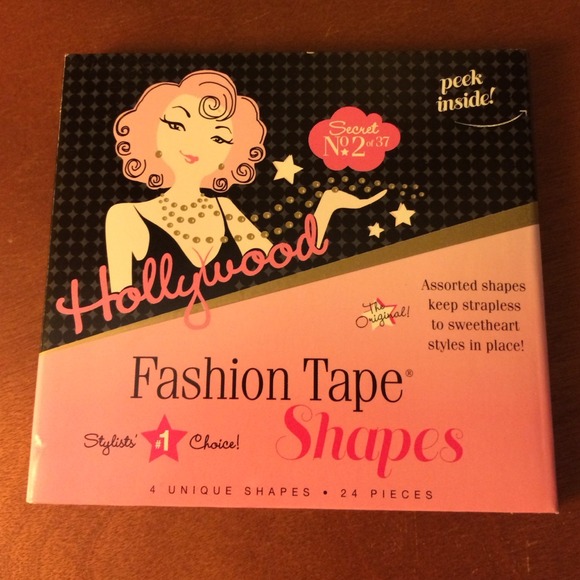 peek
inside!
Secret
No. 2 of 37
Hollywood
The
Original!
Assorted shapes
keep strapless
to sweetheart
styles in place!
Fashion Tape®
Shapes
Stylists' #1 Choice!
4 UNIQUE SHAPES • 24 PIECES